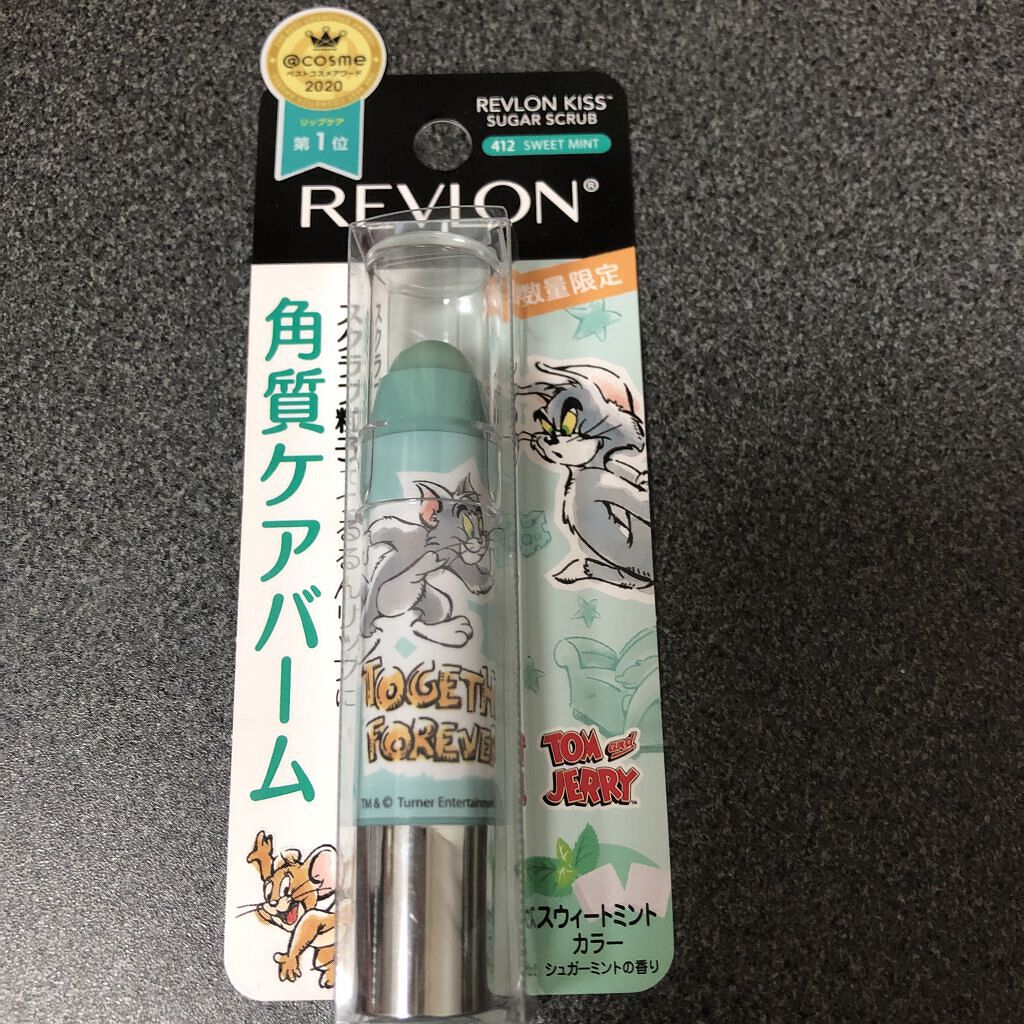 @cosme
ベストコスメアワード
2020
リップケア
第1位
REVLON KISS™
SUGAR SCRUB
412 SWEET MINT
REVLON®
数量限定
角質ケアバーム
TOGETH
FOREVE
TM & © Turner Entertainment
TOM and
JERRY
スウィートミント
カラー
シュガーミントの香り